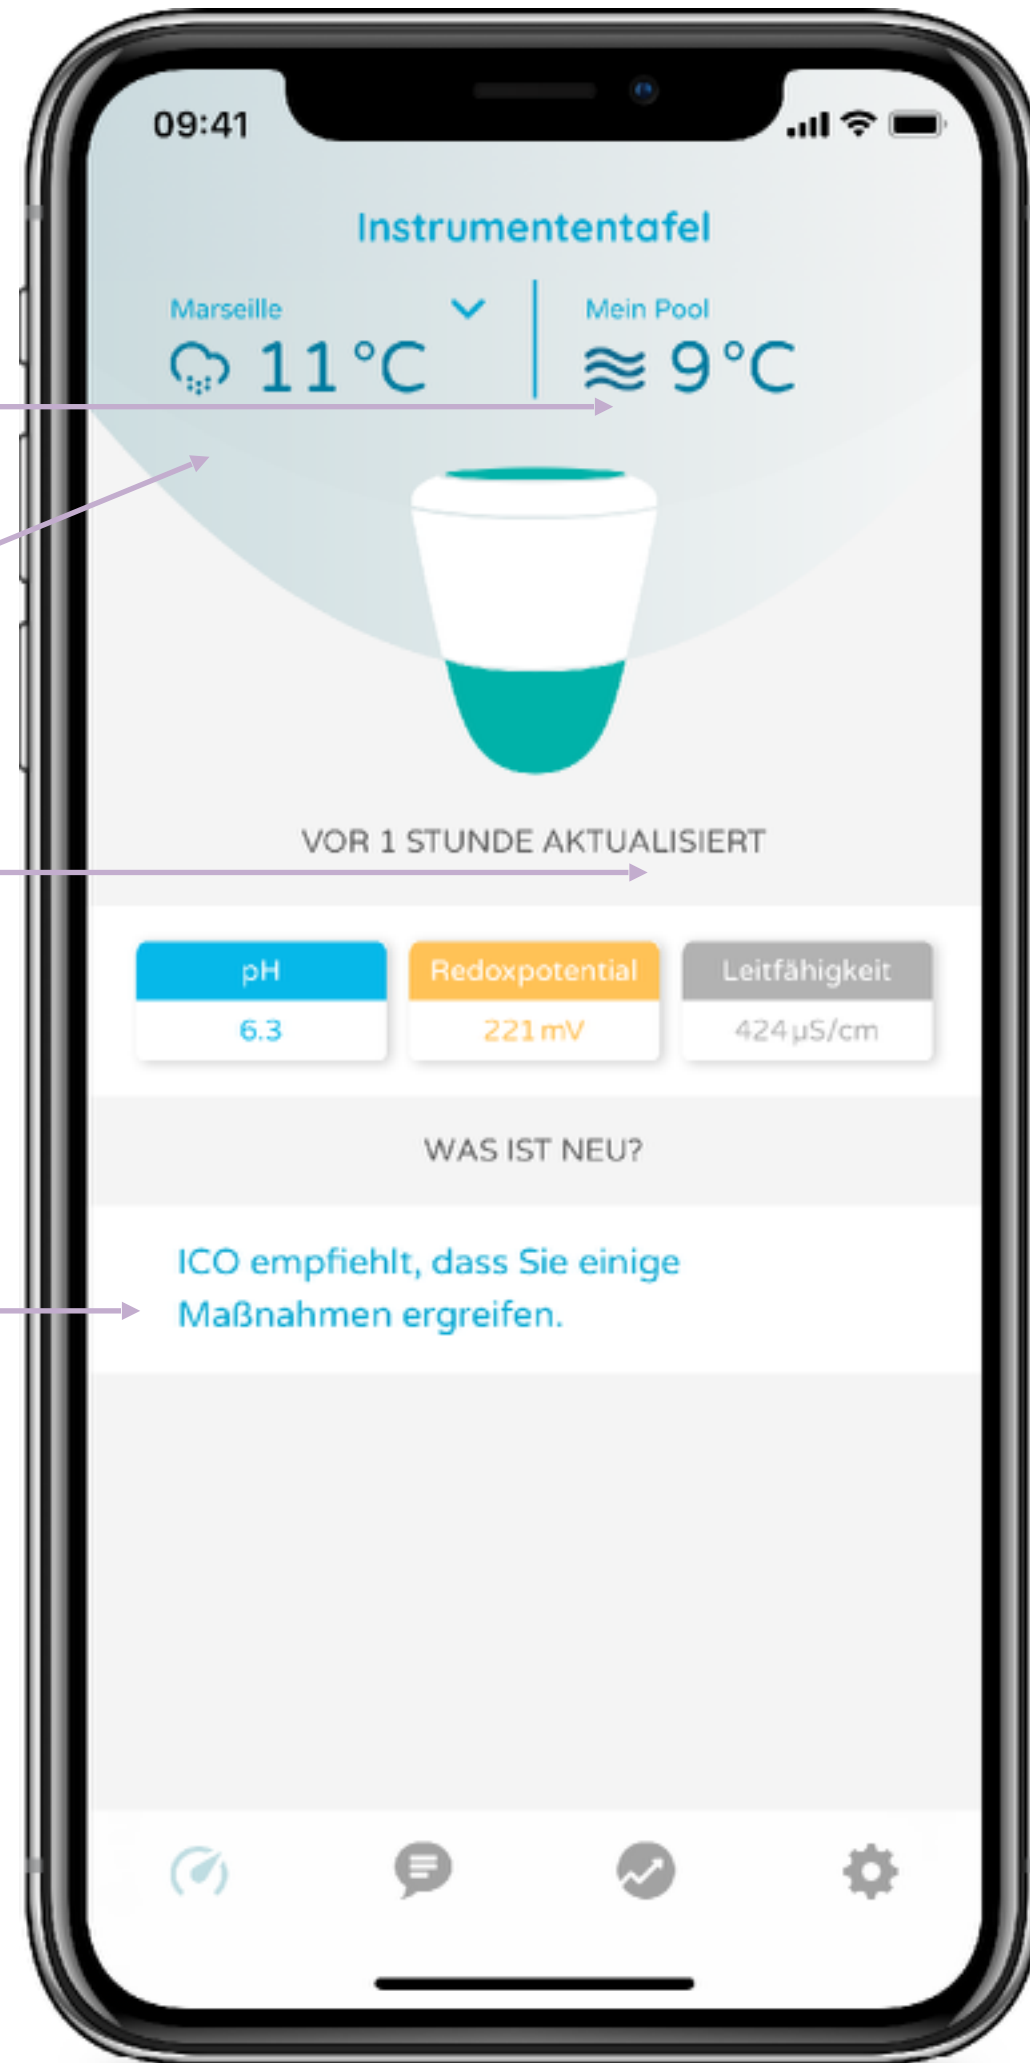 09:41
Instrumententafel
Marseille
Mein Pool
11°C
9°C
VOR 1 STUNDE AKTUALISIERT
pH
Redoxpotential
Leitfähigkeit
6.3
221 mV
424 µS/cm
WAS IST NEU?
ICO empfiehlt, dass Sie einige
Maßnahmen ergreifen.